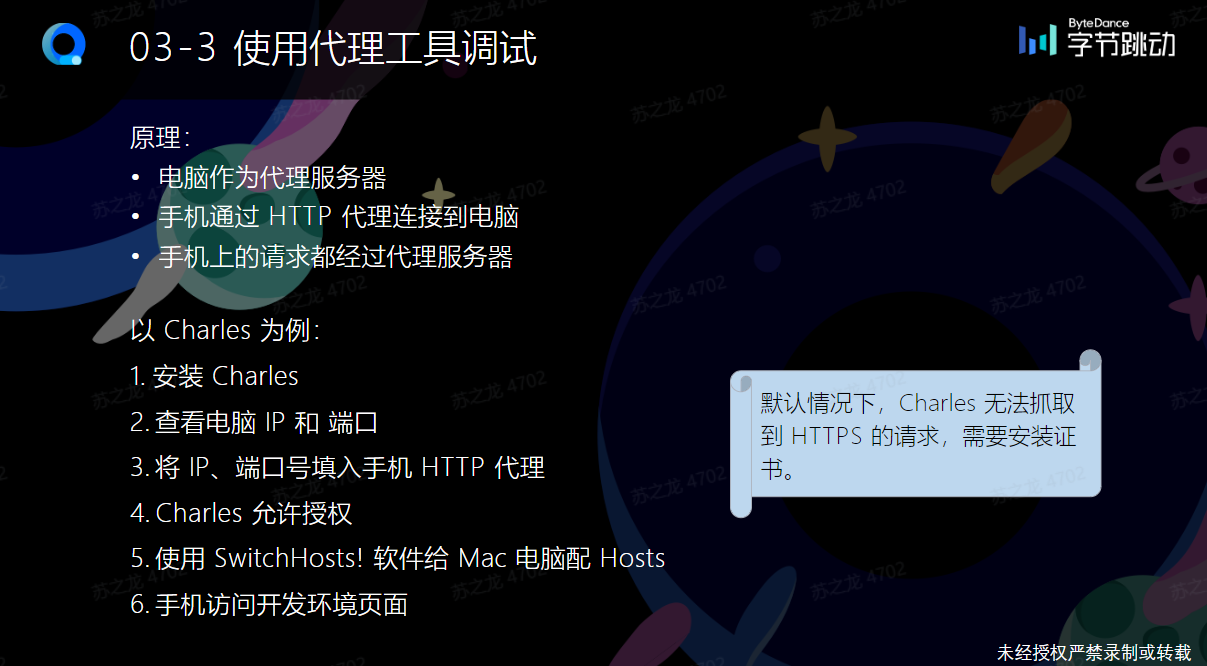 03-3 使用代理工具调试
ByteDance
字节跳动
原理：
• 电脑作为代理服务器
• 手机通过 HTTP 代理连接到电脑
• 手机上的请求都经过代理服务器
以 Charles 为例：
1. 安装 Charles
2. 查看电脑 IP 和 端口
3. 将 IP、端口号填入手机 HTTP 代理
4. Charles 允许授权
5. 使用 SwitchHosts! 软件给 Mac 电脑配 Hosts
6. 手机访问开发环境页面
默认情况下，Charles 无法抓取
到 HTTPS 的请求，需要安装证
书。
苏之龙 4702
未经授权严禁录制或转载